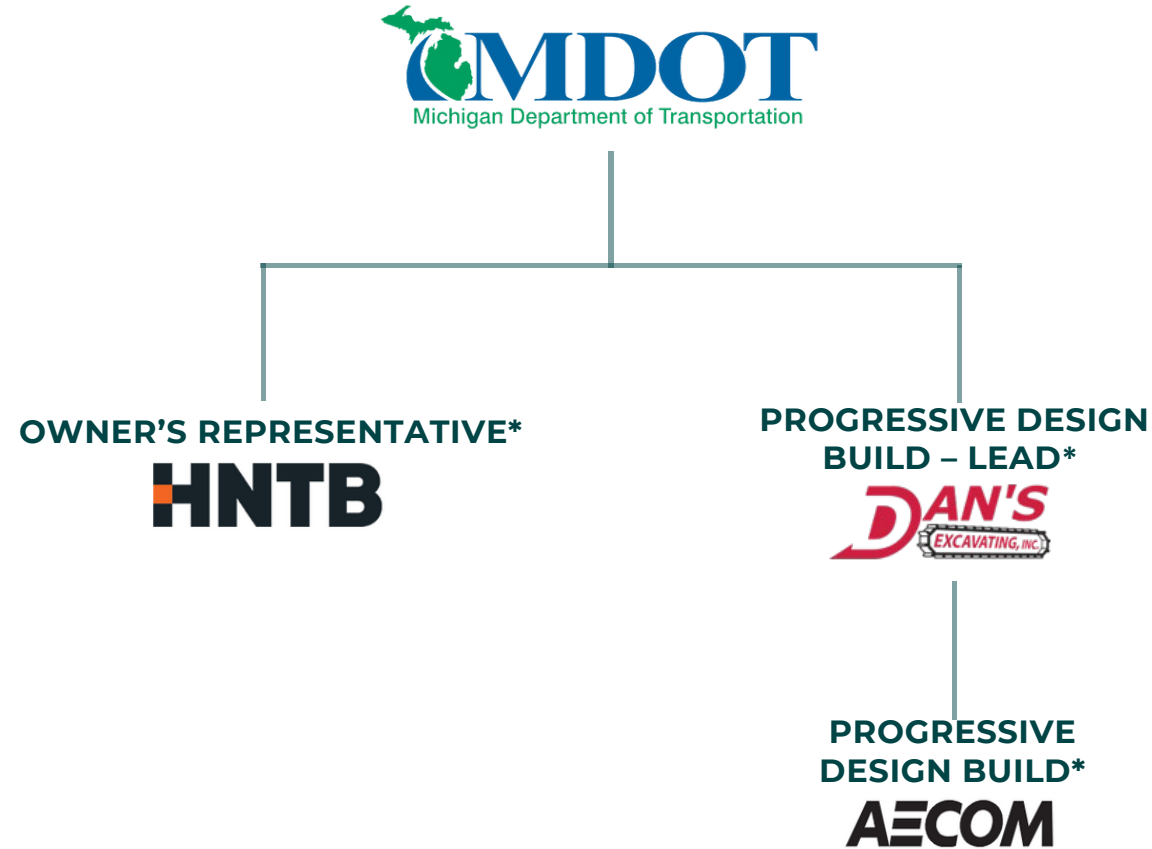 MDOT
Michigan Department of Transportation
OWNER'S REPRESENTATIVE*
HNTB
PROGRESSIVE DESIGN
BUILD – LEAD*
DAN'S
EXCAVATING, INC.
PROGRESSIVE
DESIGN BUILD*
AECOM